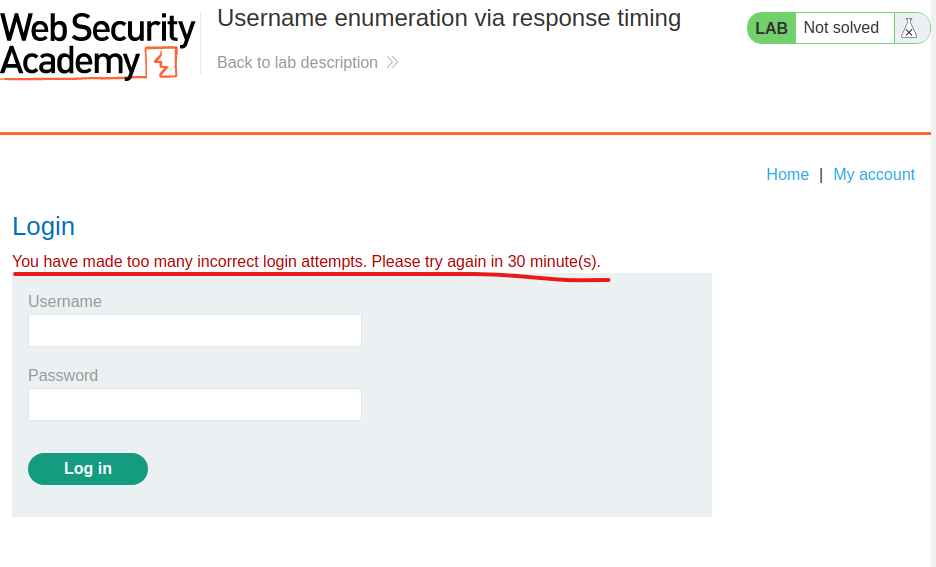 Web Security
Academy
Username enumeration via response timing
Back to lab description
LAB Not solved
Home | My account
Login
You have made too many incorrect login attempts. Please try again in 30 minute(s).
Username
Password
Log in